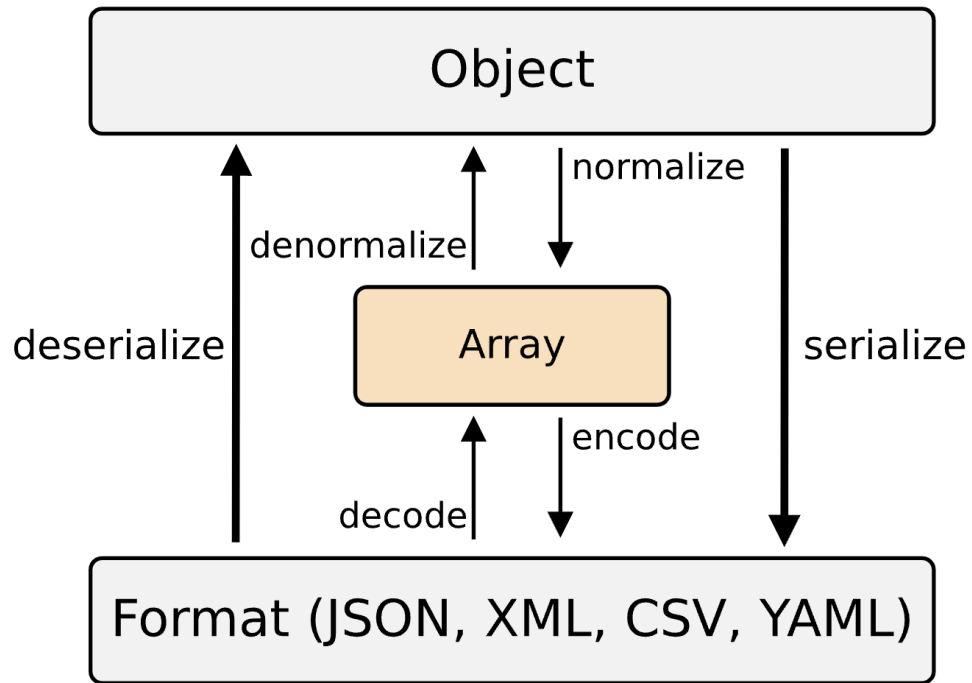 Object
normalize
denormalize
deserialize
Array
serialize
encode
decode
Format (JSON, XML, CSV, YAML)